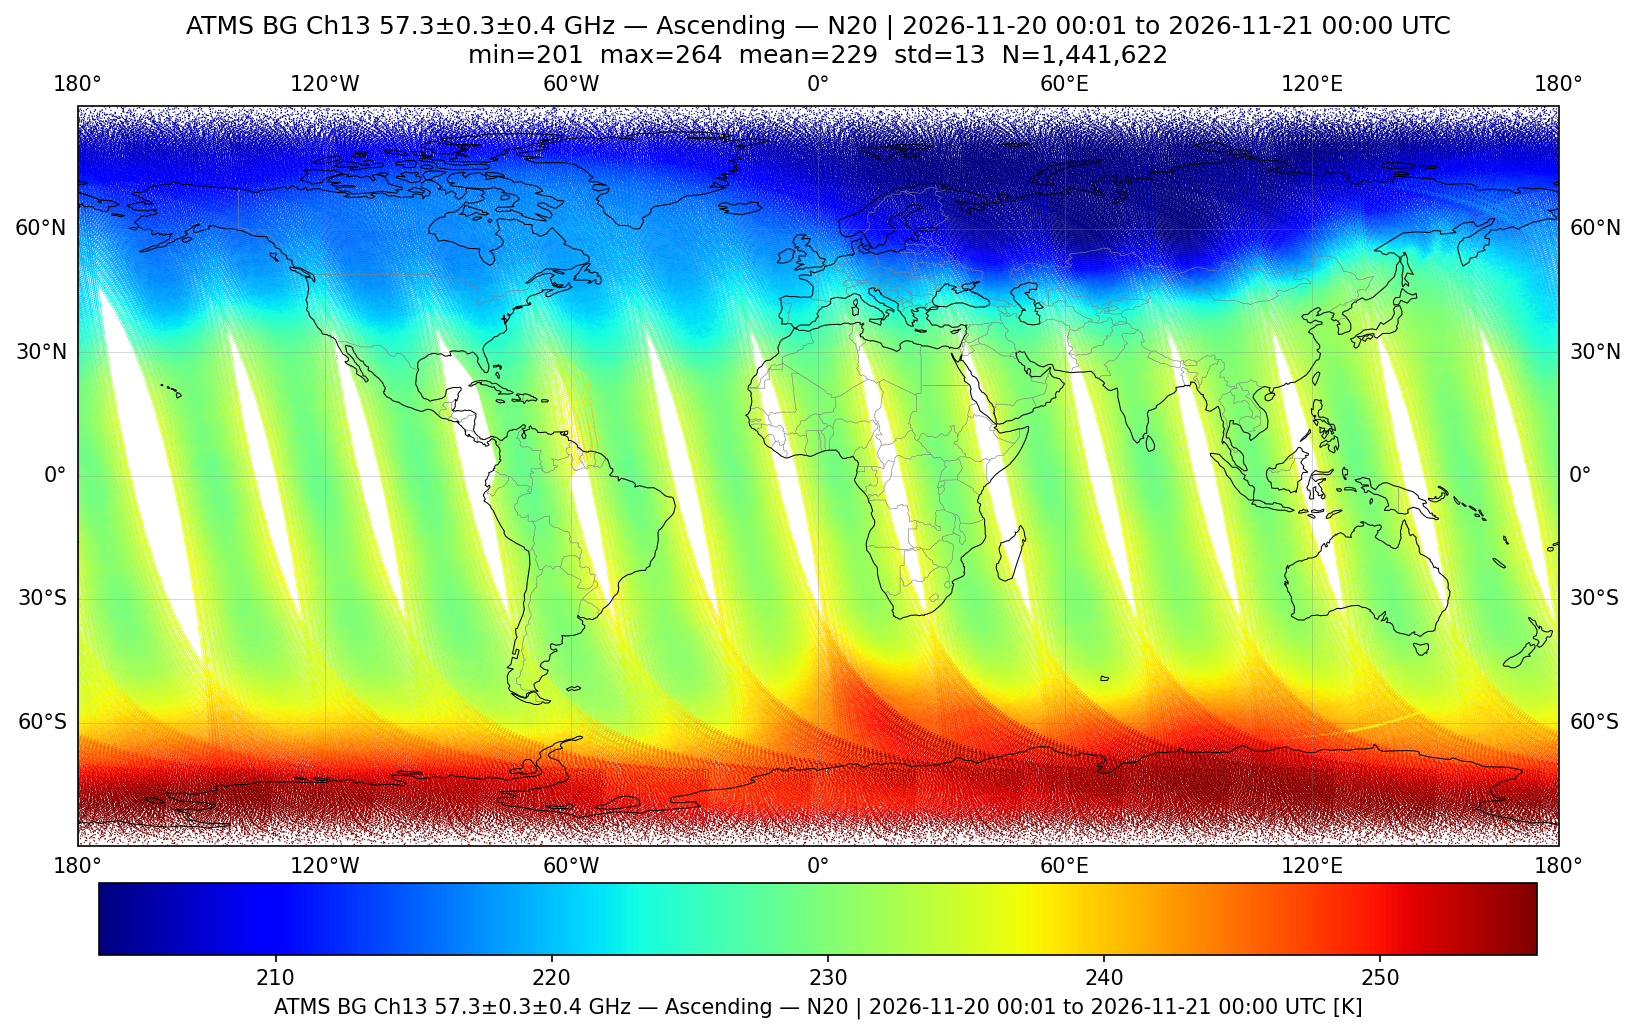 ATMS BG Ch13 57.3±0.3±0.4 GHz — Ascending — N20 | 2026-11-20 00:01 to 2026-11-21 00:00 UTC
min=201 max=264 mean=229 std=13 N=1,441,622
180° 120°W 60°W 0° 60°E 120°E 180°
60°N 60°N
30°N 30°N
0° 0°
30°S 30°S
60°S 60°S
180° 120°W 60°W 0° 60°E 120°E 180°
210 220 230 240 250
ATMS BG Ch13 57.3±0.3±0.4 GHz — Ascending — N20 | 2026-11-20 00:01 to 2026-11-21 00:00 UTC [K]